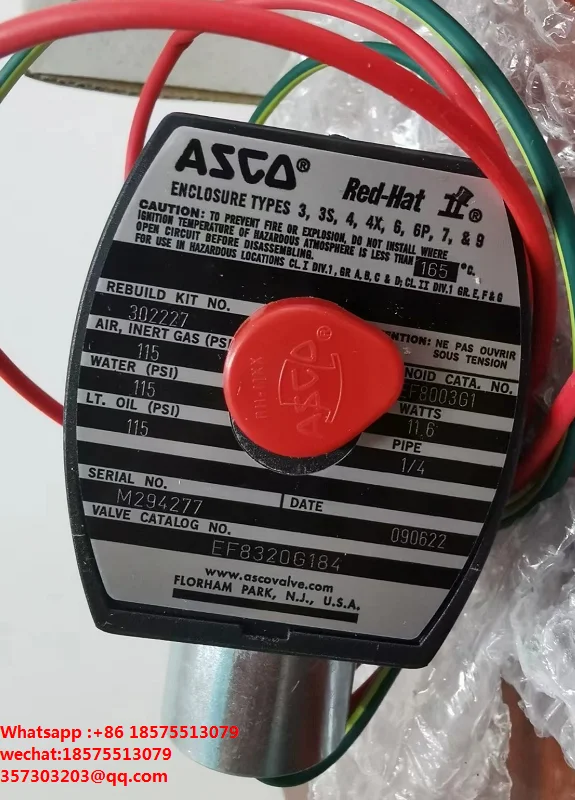 ASCO® Red-Hat II®
ENCLOSURE TYPES 3, 3S, 4, 4X, 6, 6P, 7, & 9
CAUTION: TO PREVENT FIRE OR EXPLOSION, DO NOT INSTALL WHERE
IGNITION TEMPERATURE OF HAZARDOUS ATMOSPHERE IS LESS THAN 165 °C.
OPEN CIRCUIT BEFORE DISASSEMBLING.
FOR USE IN HAZARDOUS LOCATIONS CL.I DIV.1, GR A,B,C & D; CL.II DIV.1 GR.E, F & G
REBUILD KIT NO.
302227
AIR, INERT GAS (PSI
TENTION: NE PAS OUVRIR
SOUS TENSION
115
WATER (PSI)
NOID CATA. NO.
EF8003G1
115
WATTS
LT. OIL (PSI)
11.6
115
PIPE
1/4
ASCO®
SERIAL NO.
M294277
DATE
090622
VALVE CATALOG NO.
EF8320G184
www.ascovalve.com
FLORHAM PARK, N.J., U.S.A.
Whatsapp :+86 18575513079
wechat:18575513079
357303203@qq.com